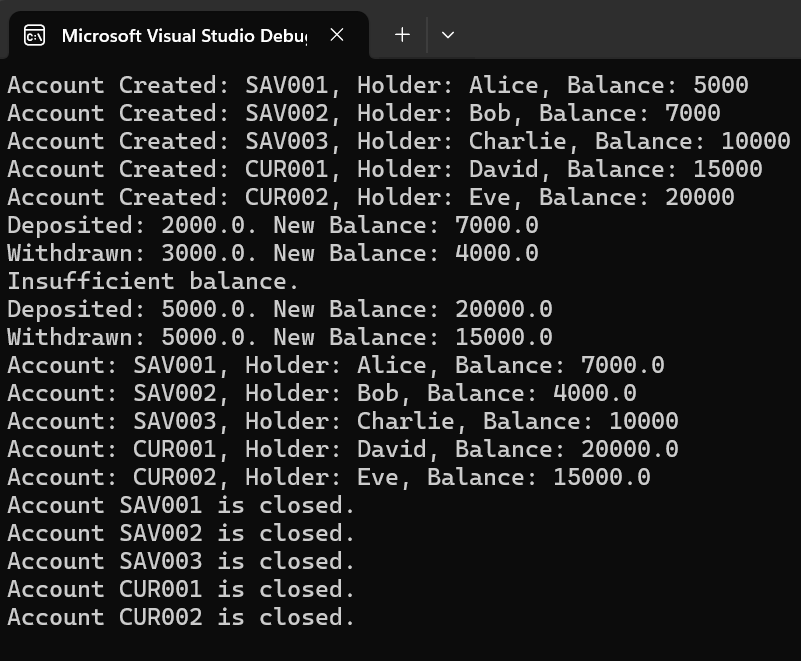 Microsoft Visual Studio Debu
Account Created: SAV001, Holder: Alice, Balance: 5000
Account Created: SAV002, Holder: Bob, Balance: 7000
Account Created: SAV003, Holder: Charlie, Balance: 10000
Account Created: CUR001, Holder: David, Balance: 15000
Account Created: CUR002, Holder: Eve, Balance: 20000
Deposited: 2000.0. New Balance: 7000.0
Withdrawn: 3000.0. New Balance: 4000.0
Insufficient balance.
Deposited: 5000.0. New Balance: 20000.0
Withdrawn: 5000.0. New Balance: 15000.0
Account: SAV001, Holder: Alice, Balance: 7000.0
Account: SAV002, Holder: Bob, Balance: 4000.0
Account: SAV003, Holder: Charlie, Balance: 10000
Account: CUR001, Holder: David, Balance: 20000.0
Account: CUR002, Holder: Eve, Balance: 15000.0
Account SAV001 is closed.
Account SAV002 is closed.
Account SAV003 is closed.
Account CUR001 is closed.
Account CUR002 is closed.